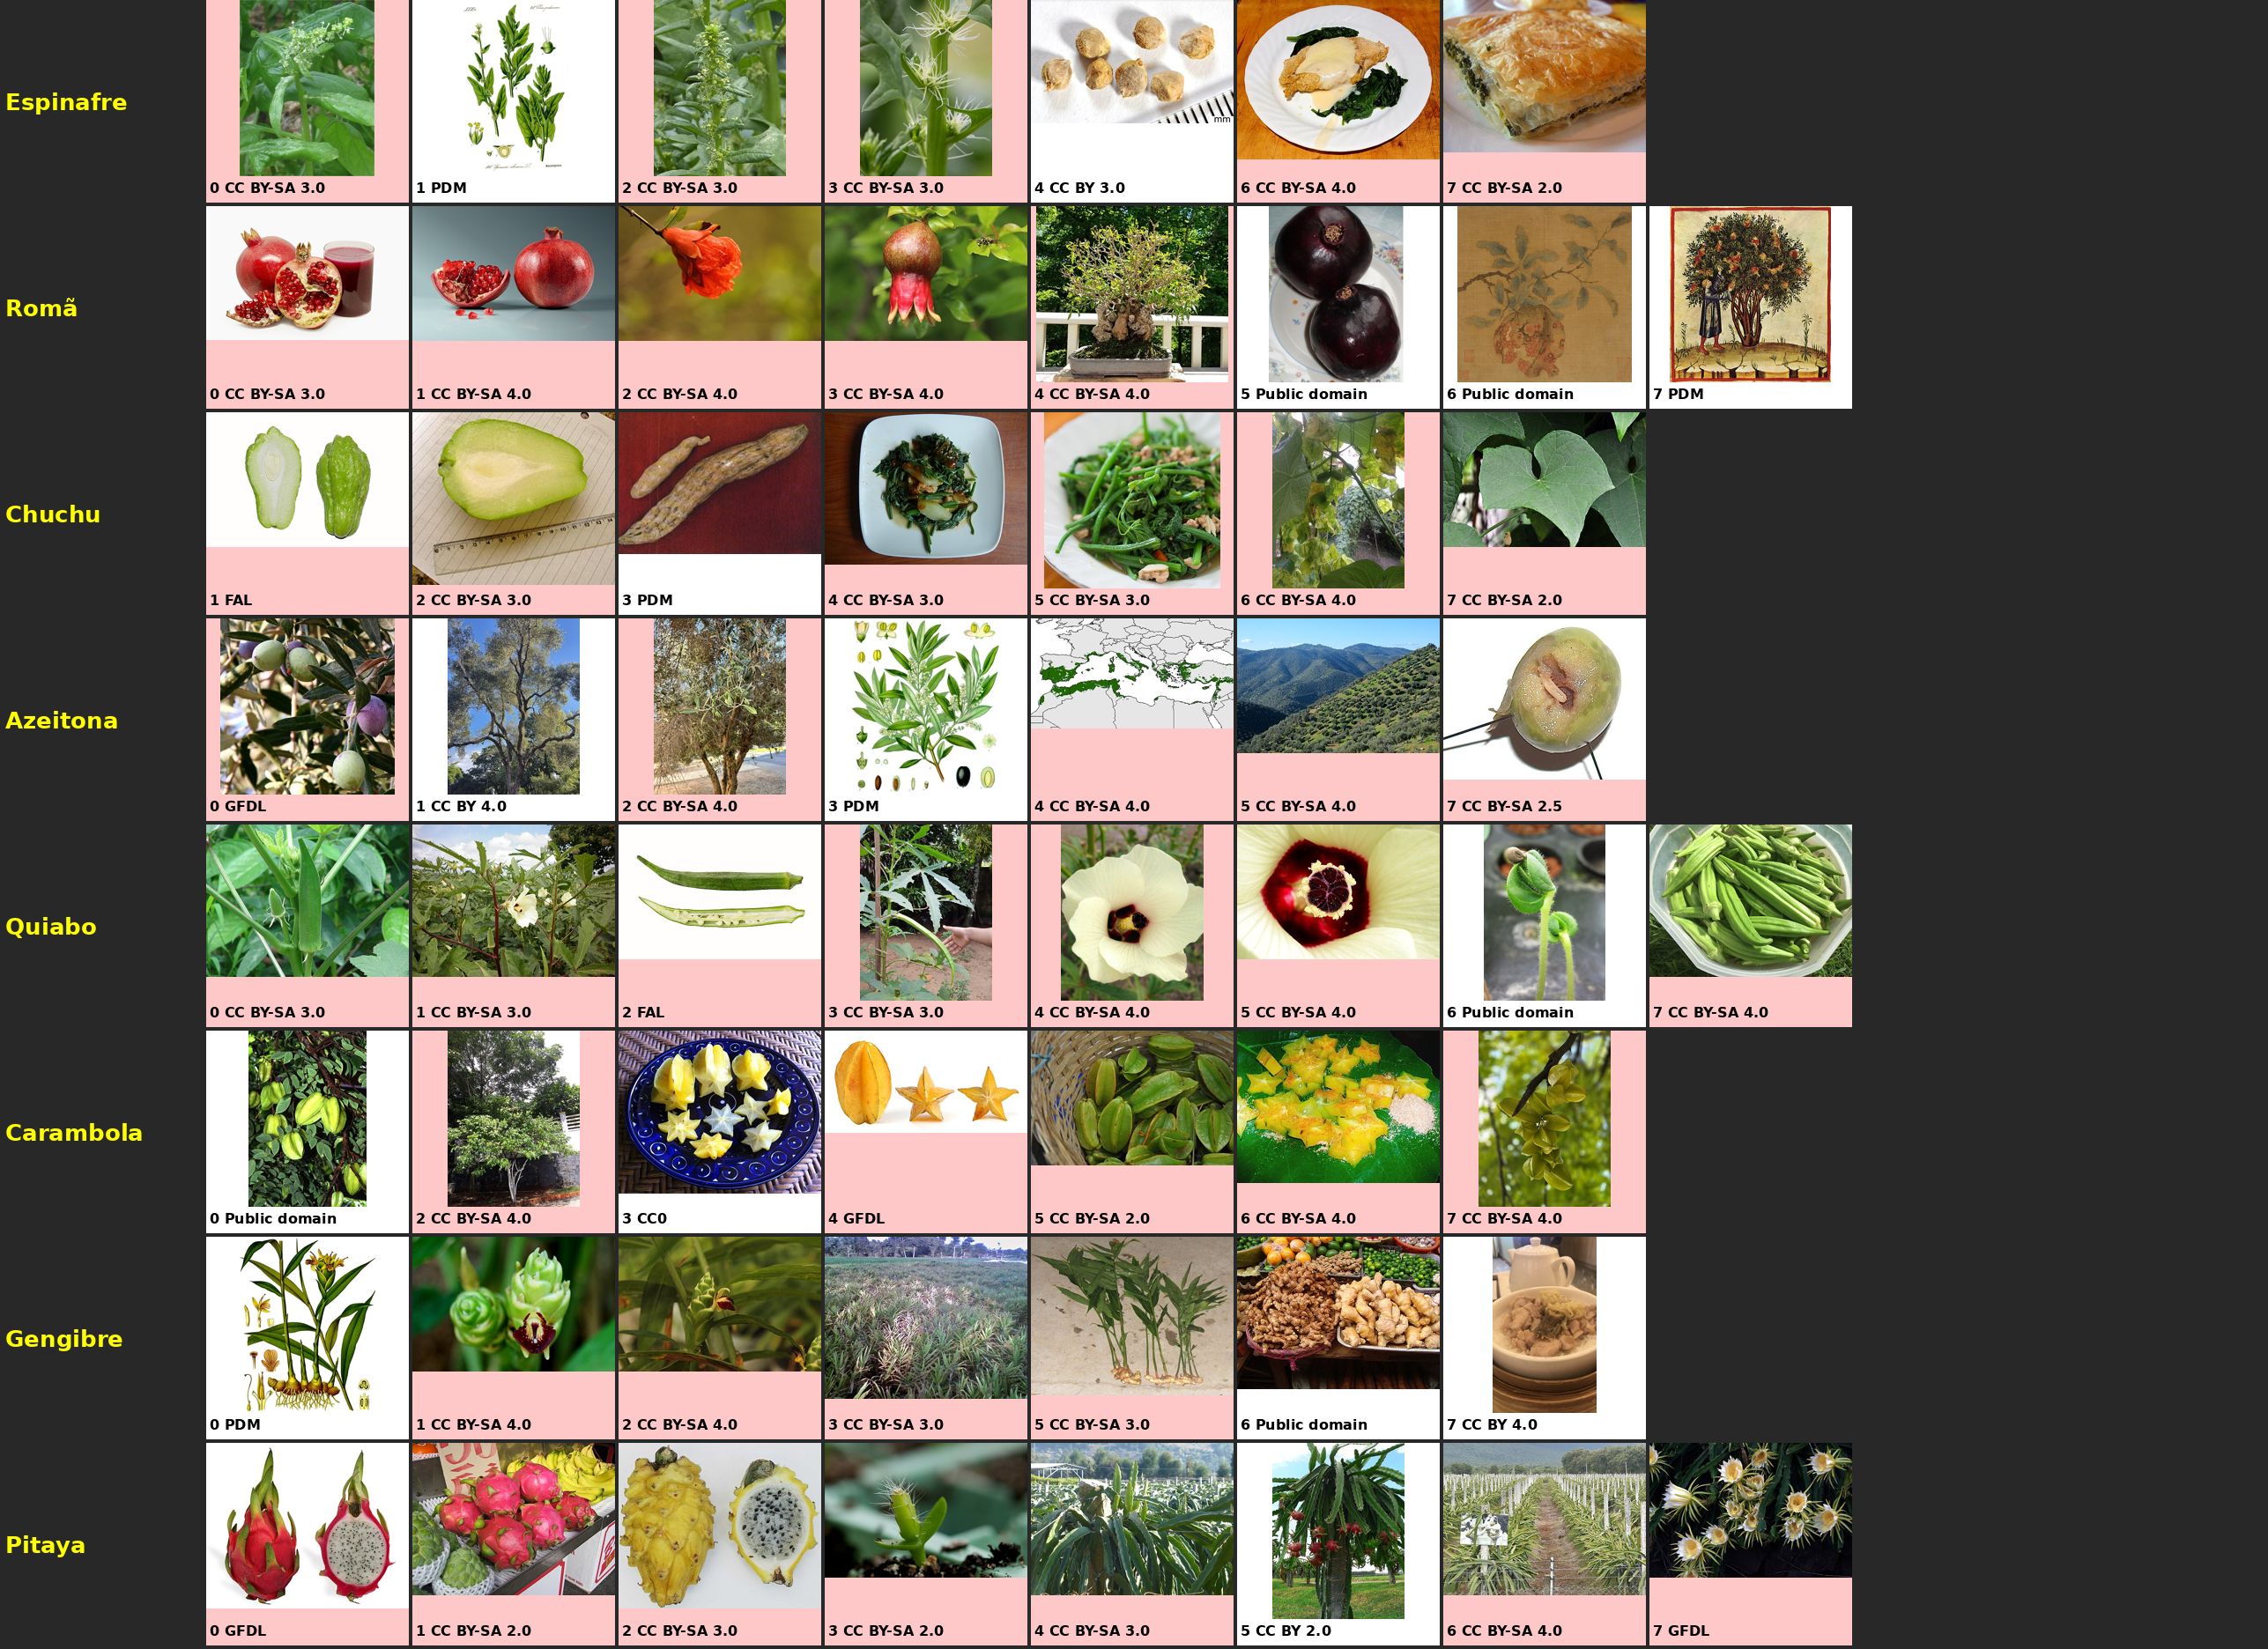 Espinafre
0 CC BY-SA 3.0
1 PDM
2 CC BY-SA 3.0
3 CC BY-SA 3.0
mm
4 CC BY 3.0
6 CC BY-SA 4.0
7 CC BY-SA 2.0
Romã
0 CC BY-SA 3.0
1 CC BY-SA 4.0
2 CC BY-SA 4.0
3 CC BY-SA 4.0
4 CC BY-SA 4.0
5 Public domain
6 Public domain
7 PDM
Chuchu
1 FAL
2 CC BY-SA 3.0
3 PDM
4 CC BY-SA 3.0
5 CC BY-SA 3.0
6 CC BY-SA 4.0
7 CC BY-SA 2.0
Azeitona
0 GFDL
1 CC BY 4.0
2 CC BY-SA 4.0
3 PDM
4 CC BY-SA 4.0
5 CC BY-SA 4.0
7 CC BY-SA 2.5
Quiabo
0 CC BY-SA 3.0
1 CC BY-SA 3.0
2 FAL
3 CC BY-SA 3.0
4 CC BY-SA 4.0
5 CC BY-SA 4.0
6 Public domain
7 CC BY-SA 4.0
Carambola
0 Public domain
2 CC BY-SA 4.0
3 CC0
4 GFDL
5 CC BY-SA 2.0
6 CC BY-SA 4.0
7 CC BY-SA 4.0
Gengibre
0 PDM
1 CC BY-SA 4.0
2 CC BY-SA 4.0
3 CC BY-SA 3.0
5 CC BY-SA 3.0
6 Public domain
7 CC BY 4.0
Pitaya
0 GFDL
1 CC BY-SA 2.0
2 CC BY-SA 3.0
3 CC BY-SA 2.0
4 CC BY-SA 3.0
5 CC BY 2.0
6 CC BY-SA 4.0
7 GFDL